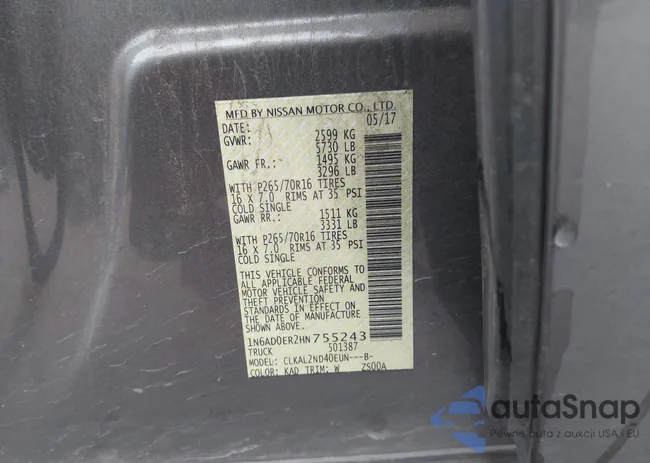 MFD BY NISSAN MOTOR CO., LTD.
DATE: 05/17
GVWR: 2599 KG
5730 LB
GAWR FR.: 1495 KG
3296 LB
WITH P265/70R16 TIRES
16 X 7.0 RIMS AT 35 PSI
COLD SINGLE
GAWR RR.: 1511 KG
3331 LB
WITH P265/70R16 TIRES
16 X 7.0 RIMS AT 35 PSI
COLD SINGLE
THIS VEHICLE CONFORMS TO
ALL APPLICABLE FEDERAL
MOTOR VEHICLE SAFETY AND
THEFT PREVENTION
STANDARDS IN EFFECT ON
THE DATE OF MANUFACTURE
SHOWN ABOVE.
1N6AD0ER2HN755243
TRUCK 501387
MODEL: CLKAL2ND40EUN---B-
COLOR: KAD TRIM: W ZS00A
autaSnap
Pewne auta z aukcji USA - EU